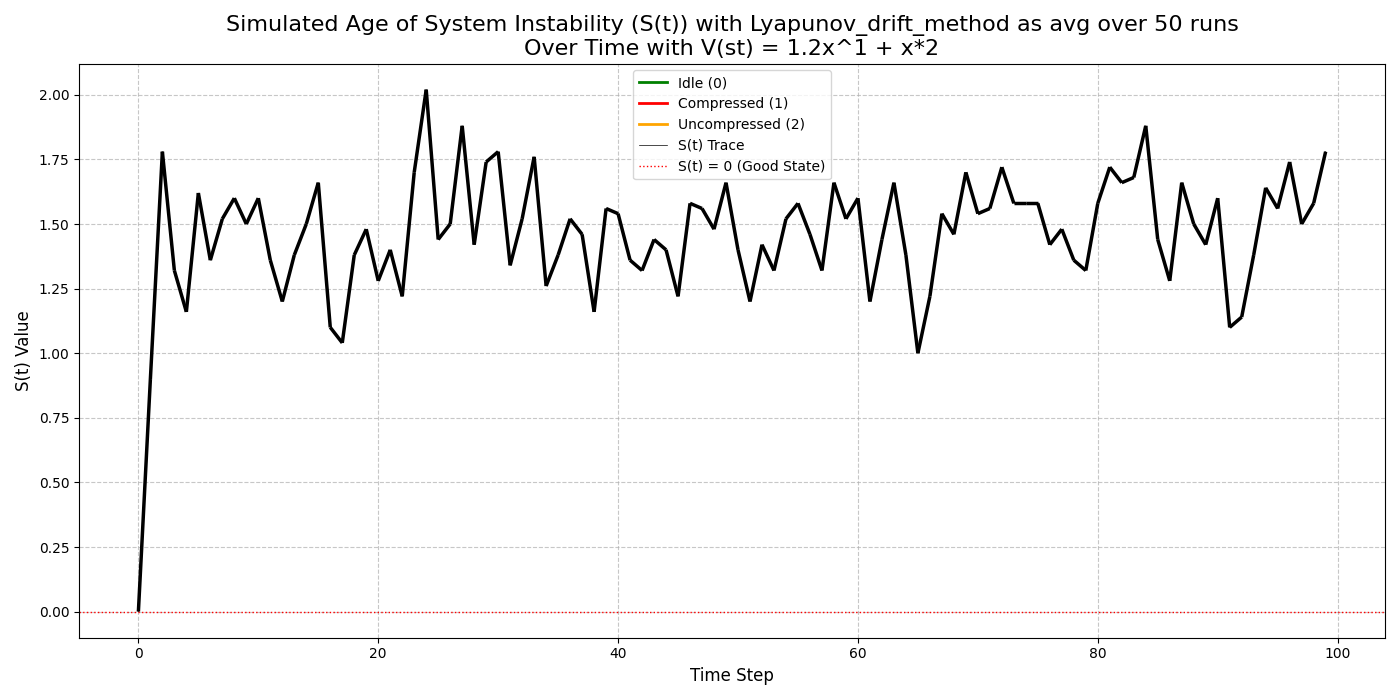 Simulated Age of System Instability (S(t)) with Lyapunov_drift_method as avg over 50 runs
Over Time with V(st) = 1.2x^1 + x*2
Idle (0)
Compressed (1)
Uncompressed (2)
S(t) Trace
S(t) = 0 (Good State)
S(t) Value
2.00
1.75
1.50
1.25
1.00
0.75
0.50
0.25
0.00
0 20 40 60 80 100
Time Step